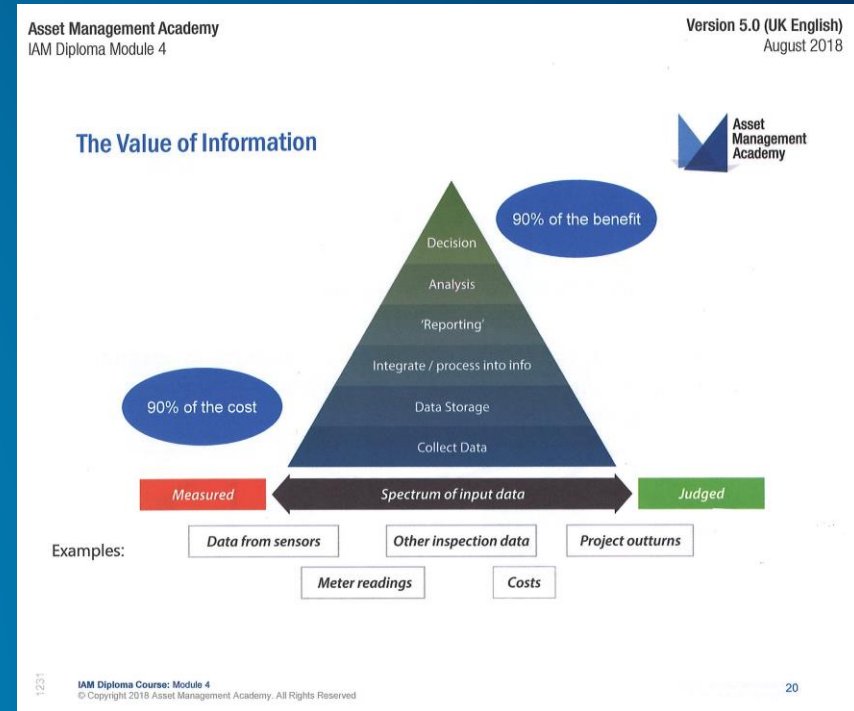 Asset Management Academy
IAM Diploma Module 4
Version 5.0 (UK English)
August 2018
The Value of Information
Asset
Management
Academy
90% of the benefit
Decision
Analysis
'Reporting'
Integrate / process into info
90% of the cost
Data Storage
Collect Data
Measured
Spectrum of input data
Judged
Examples:
Data from sensors
Other inspection data
Project outturns
Meter readings
Costs
1231
IAM Diploma Course: Module 4
© Copyright 2018 Asset Management Academy. All Rights Reserved
20